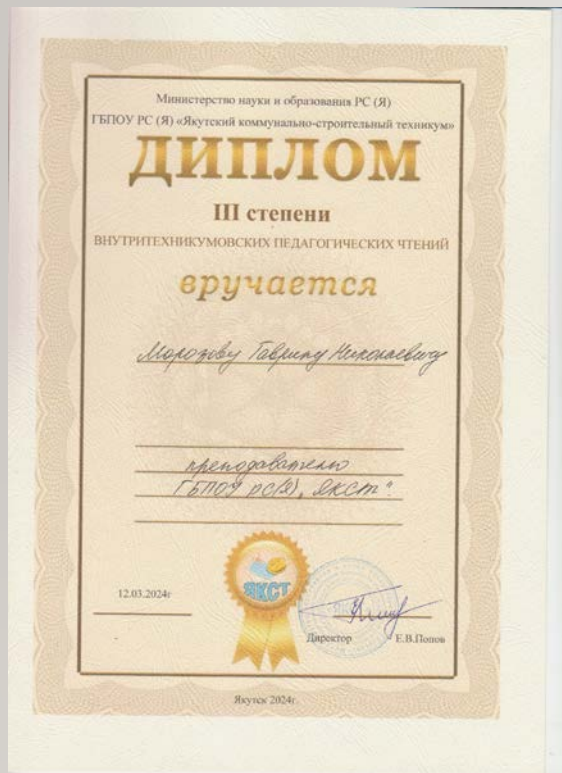 Министерство науки и образования РС (Я)
ГБПОУ РС (Я) «Якутский коммунально-строительный техникум»
ДИПЛОМ
III степени
ВНУТРИТЕХНИКУМОВСКИХ ПЕДАГОГИЧЕСКИХ ЧТЕНИЙ
вручается
Морозову Гаврилу Николаевичу
преподавателю
ГБПОУ РС(Я) „ЯКСТ“.
ЯКСТ
12.03.2024г
Директор Е.В.Попов
Якутск 2024г.